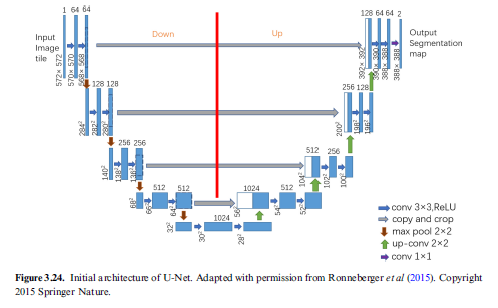 1 64 64
128 64 64 2
Down
Up
Input
Image
tile
Output
Segmentation
map
572× 572
570× 570
568× 568
392× 392
390× 390
388× 388
388× 388
128 128
256 128
284²
282²
280²
200²
198²
196²
256 256
512 256
140²
138²
136²
104²
102²
100²
512 512
1024 512
68²
66²
64²
56²
54²
52²
1024
32²
30²
28²
conv 3×3,ReLU
copy and crop
max pool 2×2
up-conv 2×2
conv 1×1
Figure 3.24. Initial architecture of U-Net. Adapted with permission from Ronneberger et al (2015). Copyright
2015 Springer Nature.